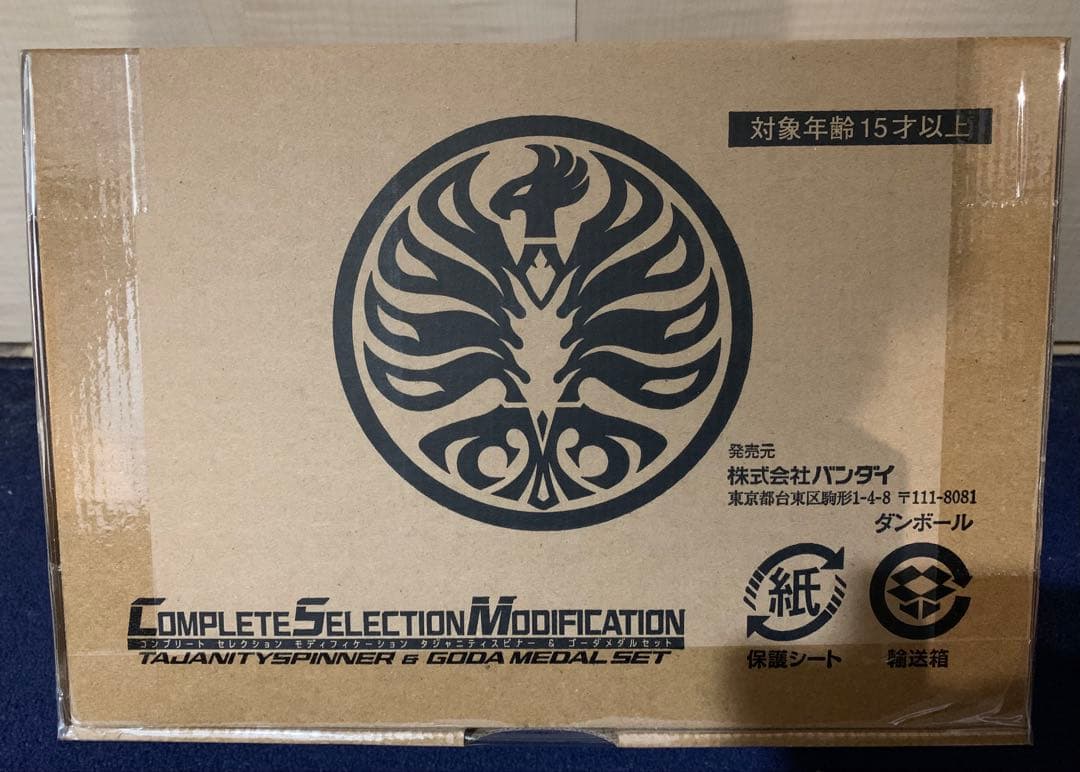 対象年齢15才以上
発売元
株式会社バンダイ
東京都台東区駒形1-4-8 〒111-8081
ダンボール
紙
保護シート
輸送箱
COMPLETE SELECTION MODIFICATION
コンプリート セレクション モディフィケーション タジャニティスピナー & ゴーダメダルセット
TAJANITYSPINNER & GODA MEDAL SET